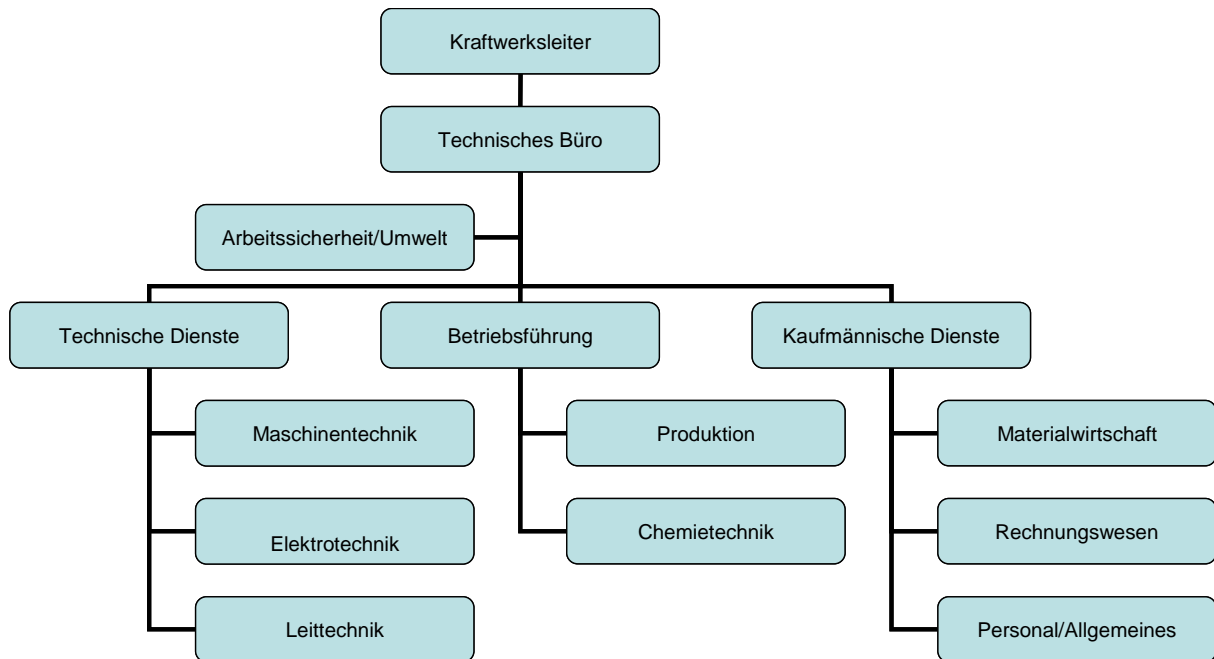 Kraftwerksleiter
Technisches Büro
Arbeitssicherheit/Umwelt
Technische Dienste
Betriebsführung
Kaufmännische Dienste
Maschinentechnik
Produktion
Materialwirtschaft
Elektrotechnik
Chemietechnik
Rechnungswesen
Leittechnik
Personal/Allgemeines